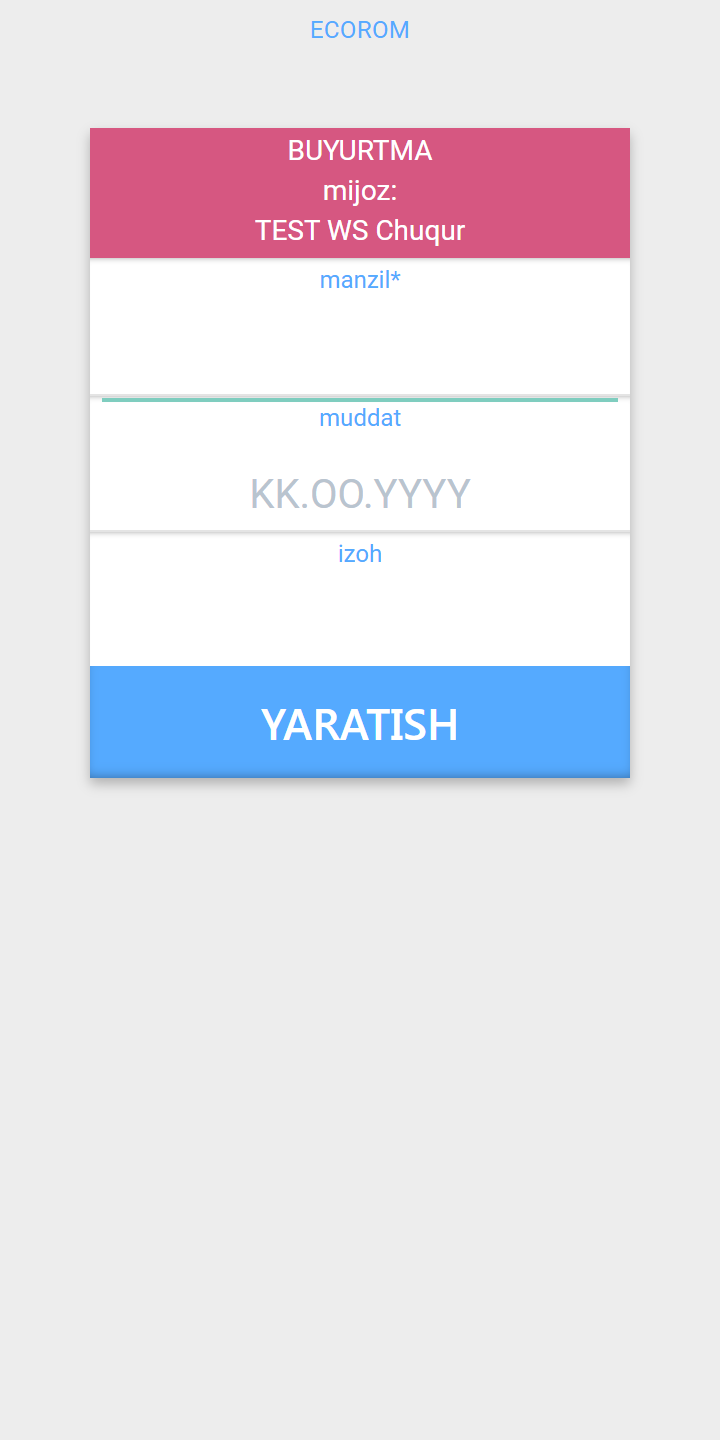 ECOROM
BUYURTMA
mijoz:
TEST WS Chuqur
manzil*
muddat
KK.OO.YYYY
izoh
YARATISH